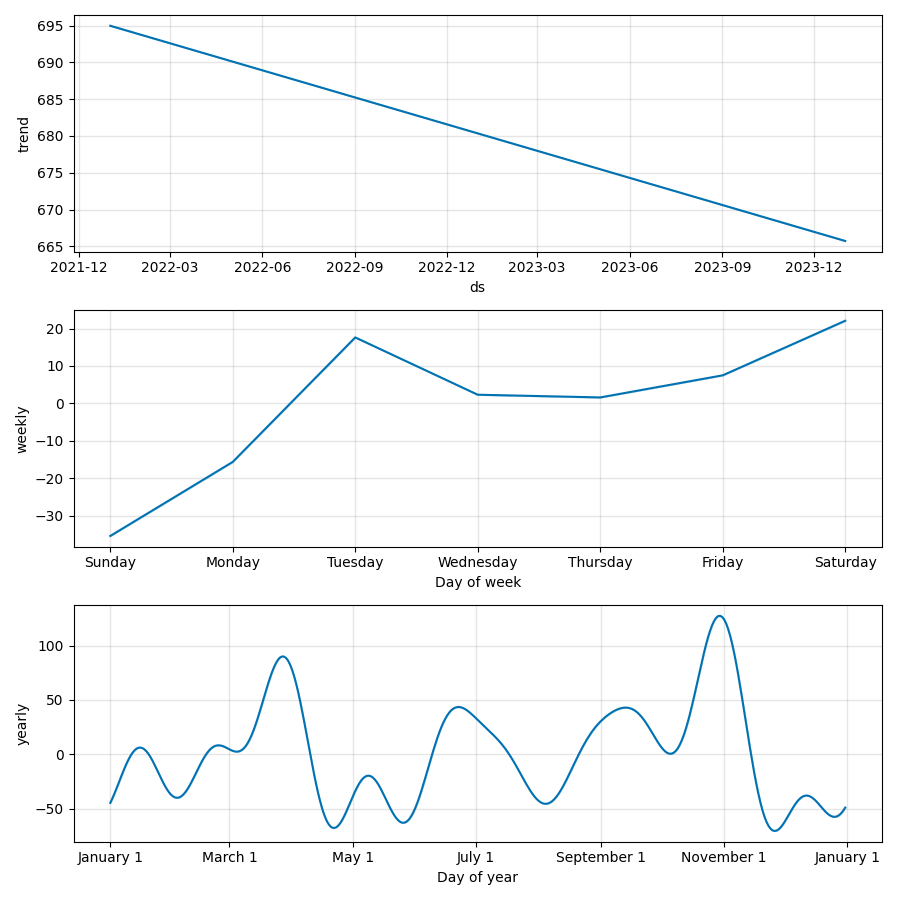 695
690
685
680
675
670
665
trend
2021-12 2022-03 2022-06 2022-09 2022-12 2023-03 2023-06 2023-09 2023-12
ds
20
10
0
−10
−20
−30
weekly
Sunday Monday Tuesday Wednesday Thursday Friday Saturday
Day of week
100
50
0
−50
yearly
January 1 March 1 May 1 July 1 September 1 November 1 January 1
Day of year